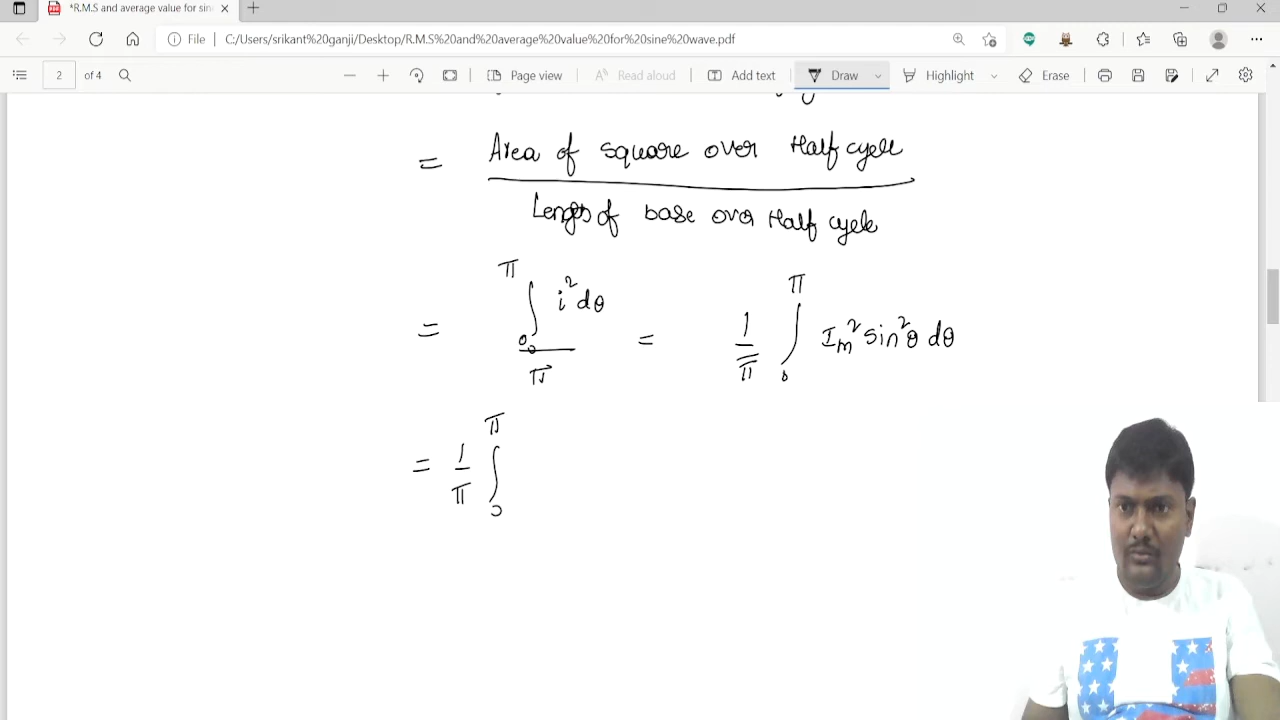 *R.M.S and average value for sin
File
C:/Users/srikant%20ganji/Desktop/R.M.S%20and%20average%20value%20for%20sine%20wave.pdf
2 of 4
Page view
Read aloud
Add text
Draw
Highlight
Erase
= Area of square over Half cycle
Length of base over Half cycle
= ∫₀^π i² dθ / π = 1/π ∫₀^π Im² sin²θ dθ
= 1/π ∫₀^π